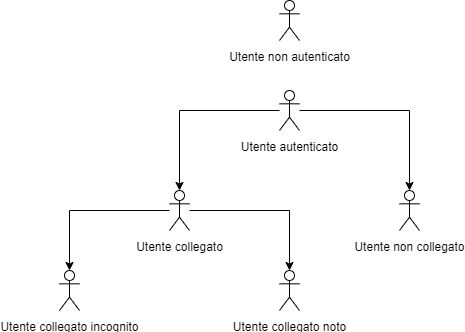 Utente non autenticato
Utente autenticato
Utente collegato
Utente non collegato
Utente collegato incognito
Utente collegato noto